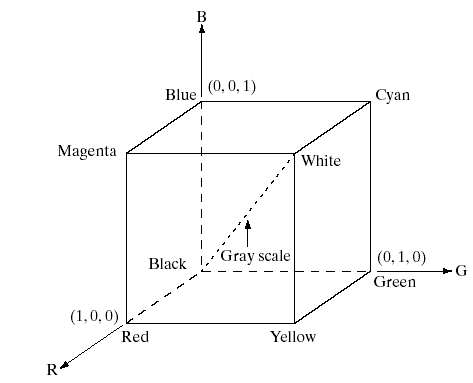 B
Blue (0, 0, 1)
Cyan
Magenta
White
Black
Gray scale
(0, 1, 0)
G
Green
(1, 0, 0)
Red
Yellow
R